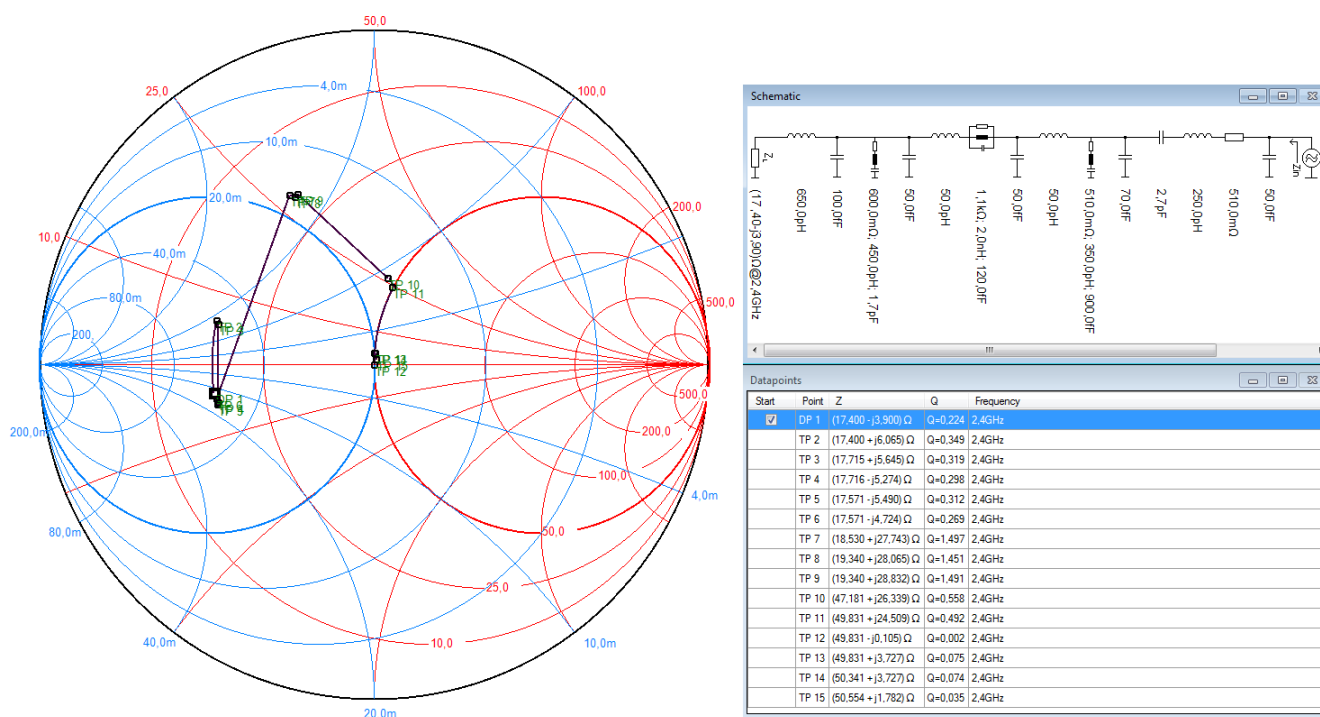 50,0
25,0
4,0m
100,0
10,0m
20,0m
200,0
10,0
40,0m
80,0m
500,0
200,
TP 10
TP 11
TP 12
DP 1
500,0
200,0m
200,0
100,0
4,0m
80,0m
50,0
25,0
40,0m
10,0
10,0m
20,0m
Schematic
ZL
Zin
(17,40-j3,90)Ω@2,4GHz
650,0pH
100,0fF
600,0mΩ; 450,0pH; 1,7pF
50,0fF
50,0pH
1,1kΩ; 2,0nH; 120,0fF
50,0fF
50,0pH
510,0mΩ; 350,0pH; 900,0fF
70,0fF
2,7pF
250,0pH
510,0mΩ
50,0fF
Datapoints
Start Point Z Q Frequency
DP 1 (17,400 - j3,900) Ω Q=0,224 2,4GHz
TP 2 (17,400 + j6,065) Ω Q=0,349 2,4GHz
TP 3 (17,715 + j5,645) Ω Q=0,319 2,4GHz
TP 4 (17,716 - j5,274) Ω Q=0,298 2,4GHz
TP 5 (17,571 - j5,490) Ω Q=0,312 2,4GHz
TP 6 (17,571 - j4,724) Ω Q=0,269 2,4GHz
TP 7 (18,530 + j27,743) Ω Q=1,497 2,4GHz
TP 8 (19,340 + j28,065) Ω Q=1,451 2,4GHz
TP 9 (19,340 + j28,832) Ω Q=1,491 2,4GHz
TP 10 (47,181 + j26,339) Ω Q=0,558 2,4GHz
TP 11 (49,831 + j24,509) Ω Q=0,492 2,4GHz
TP 12 (49,831 - j0,105) Ω Q=0,002 2,4GHz
TP 13 (49,831 + j3,727) Ω Q=0,075 2,4GHz
TP 14 (50,341 + j3,727) Ω Q=0,074 2,4GHz
TP 15 (50,554 + j1,782) Ω Q=0,035 2,4GHz